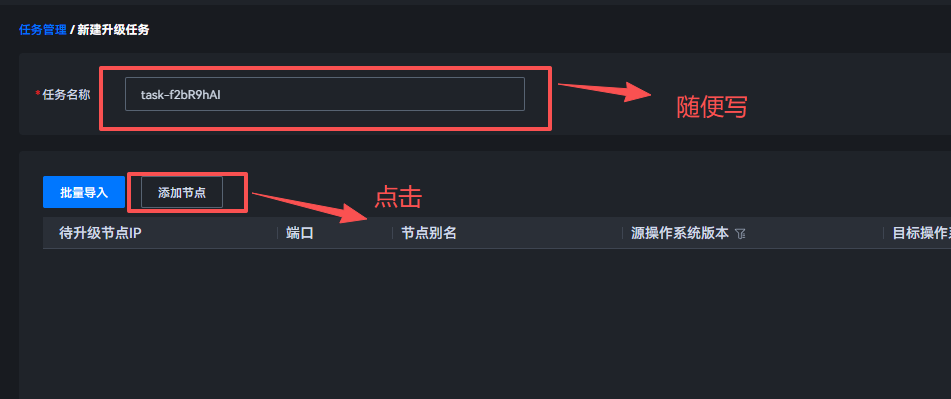 任务管理 / 新建升级任务
*任务名称 task-f2bR9hAI
随便写
批量导入 添加节点
点击
待升级节点IP 端口 节点别名 源操作系统版本 目标操作